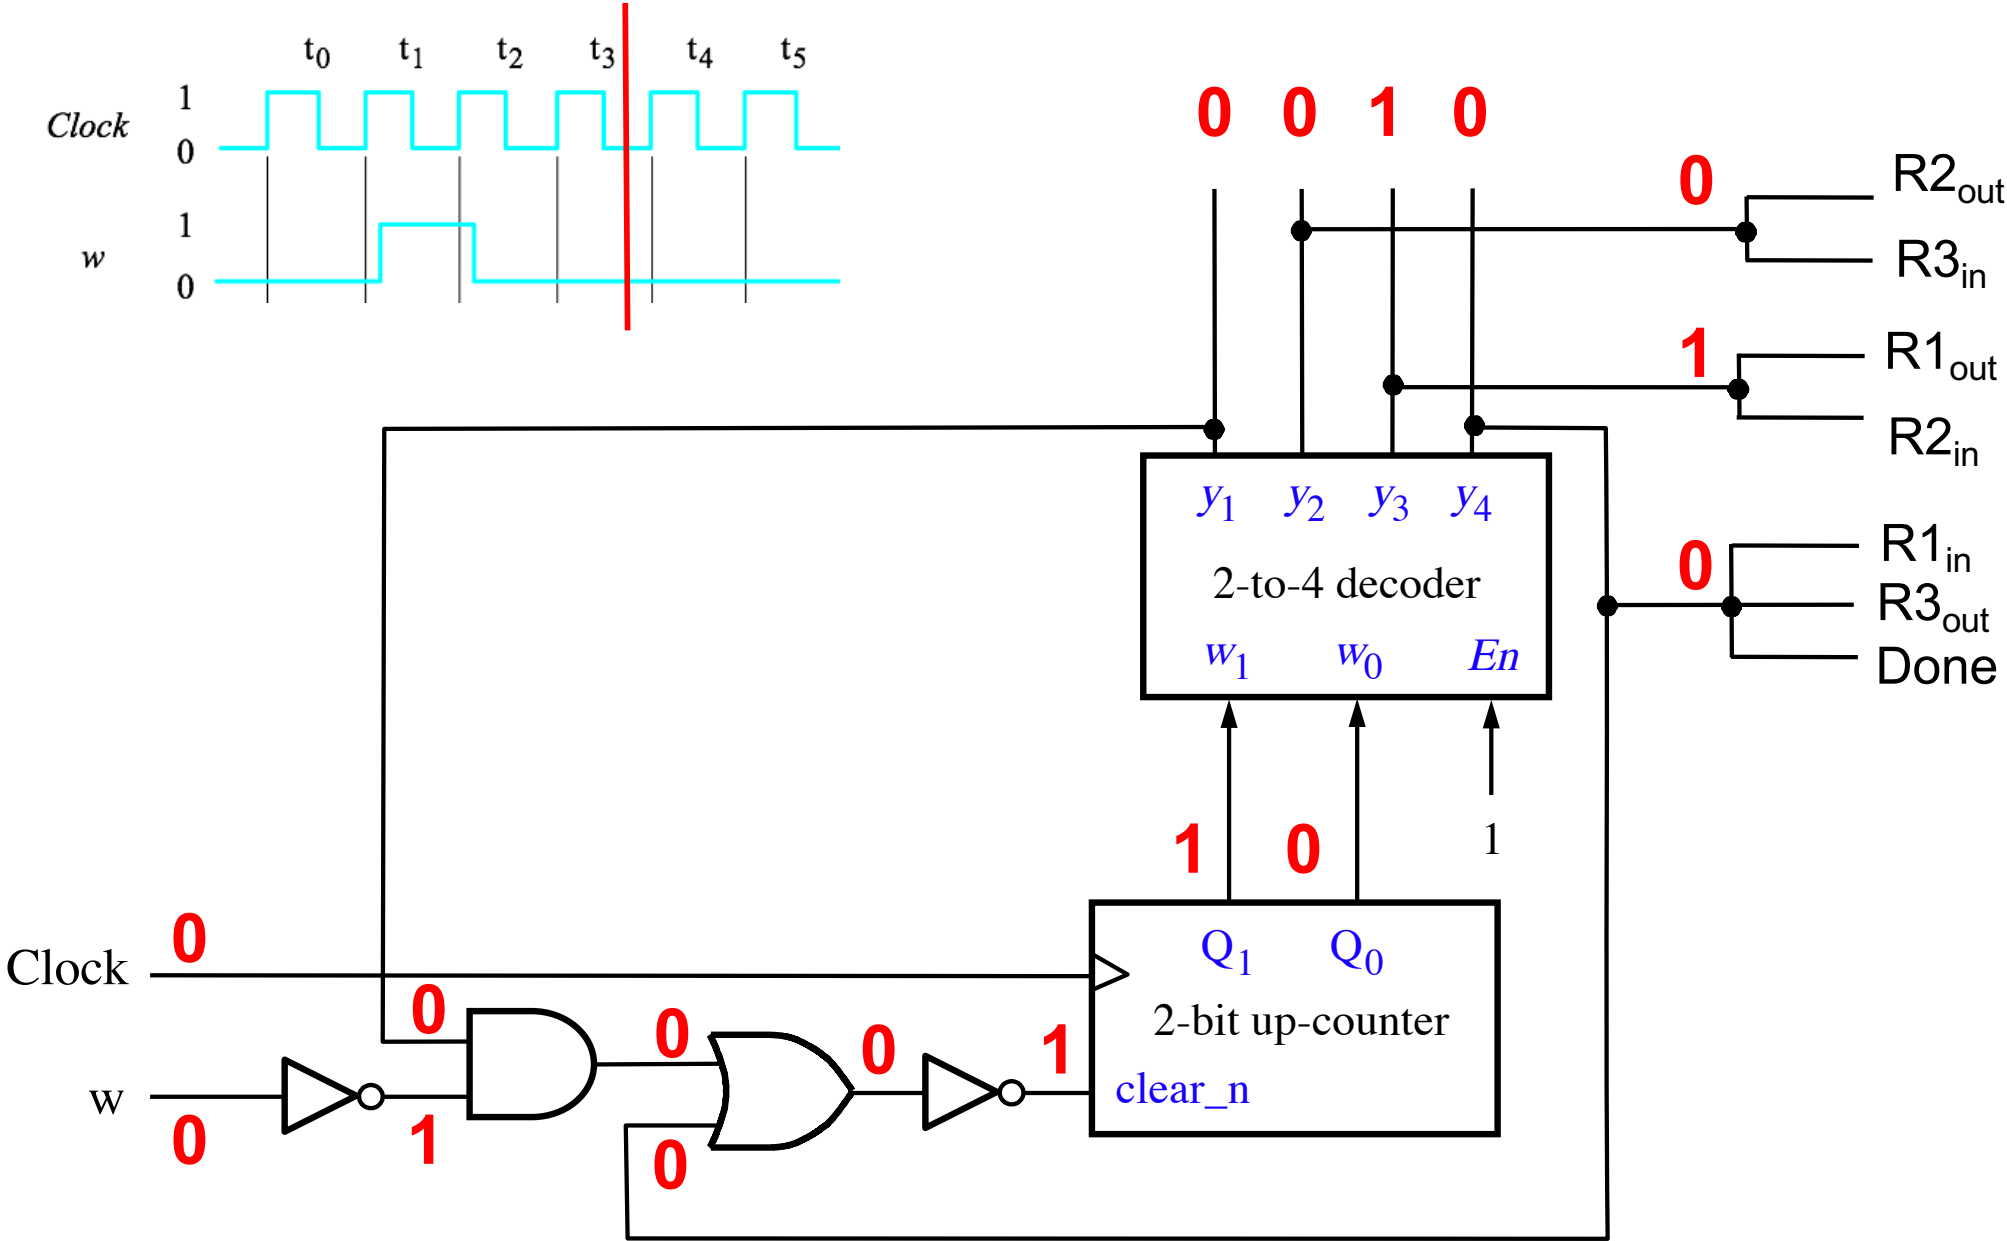 t0 t1 t2 t3 t4 t5
1
Clock
0
1
w
0
0 0 1 0
0
R2out
R3in
1
R1out
R2in
y1 y2 y3 y4
2-to-4 decoder
w1 w0 En
0
R1in
R3out
Done
1 0 1
Q1 Q0
2-bit up-counter
clear_n
Clock
0
0
0
0
1
w
0
1
0